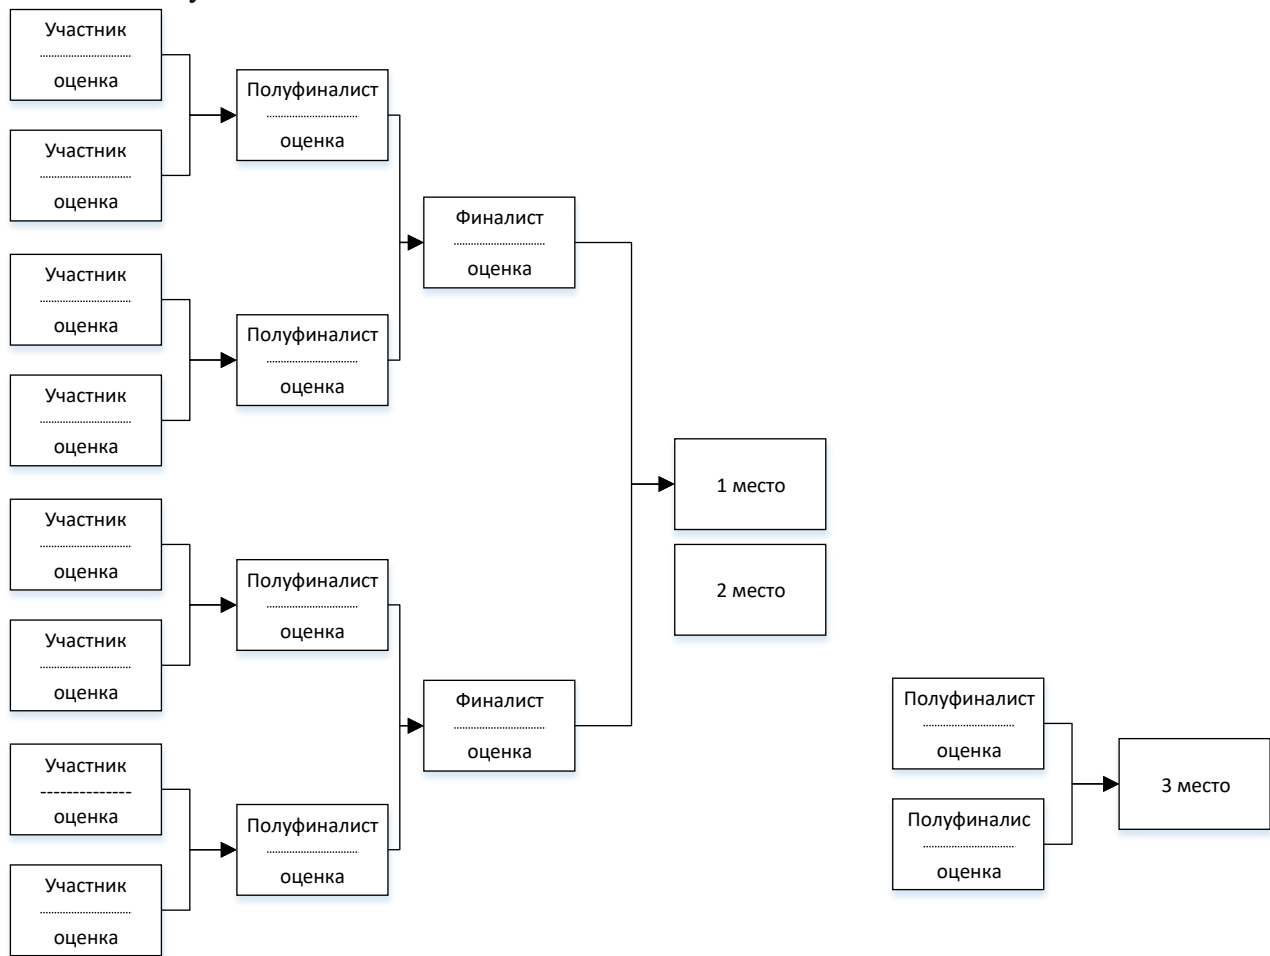 у
Участник
оценка
Участник
оценка
Участник
оценка
Участник
оценка
Участник
оценка
Участник
оценка
Участник
--------------
оценка
Участник
оценка
Полуфиналист
оценка
Полуфиналист
оценка
Полуфиналист
оценка
Полуфиналист
оценка
Финалист
оценка
Финалист
оценка
1 место
2 место
Полуфиналист
оценка
Полуфиналис
оценка
3 место